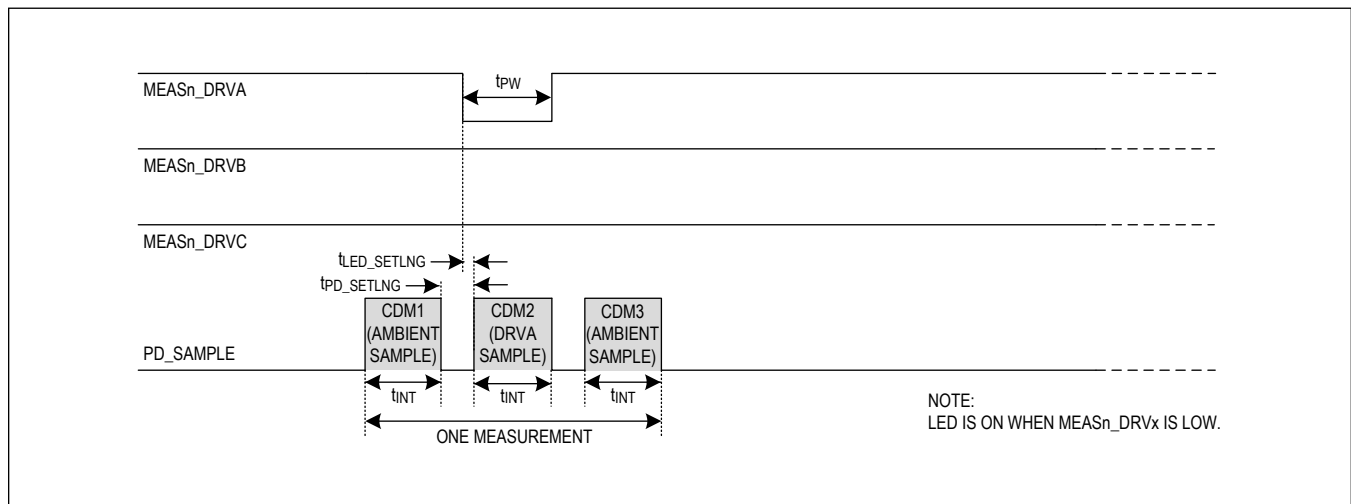 MEASn_DRVA
tPW
MEASn_DRVB
MEASn_DRVC
tLED_SETLNG
tPD_SETLNG
CDM1
(AMBIENT
SAMPLE)
CDM2
(DRVA
SAMPLE)
CDM3
(AMBIENT
SAMPLE)
PD_SAMPLE
tINT
tINT
tINT
ONE MEASUREMENT
NOTE:
LED IS ON WHEN MEASn_DRVx IS LOW.